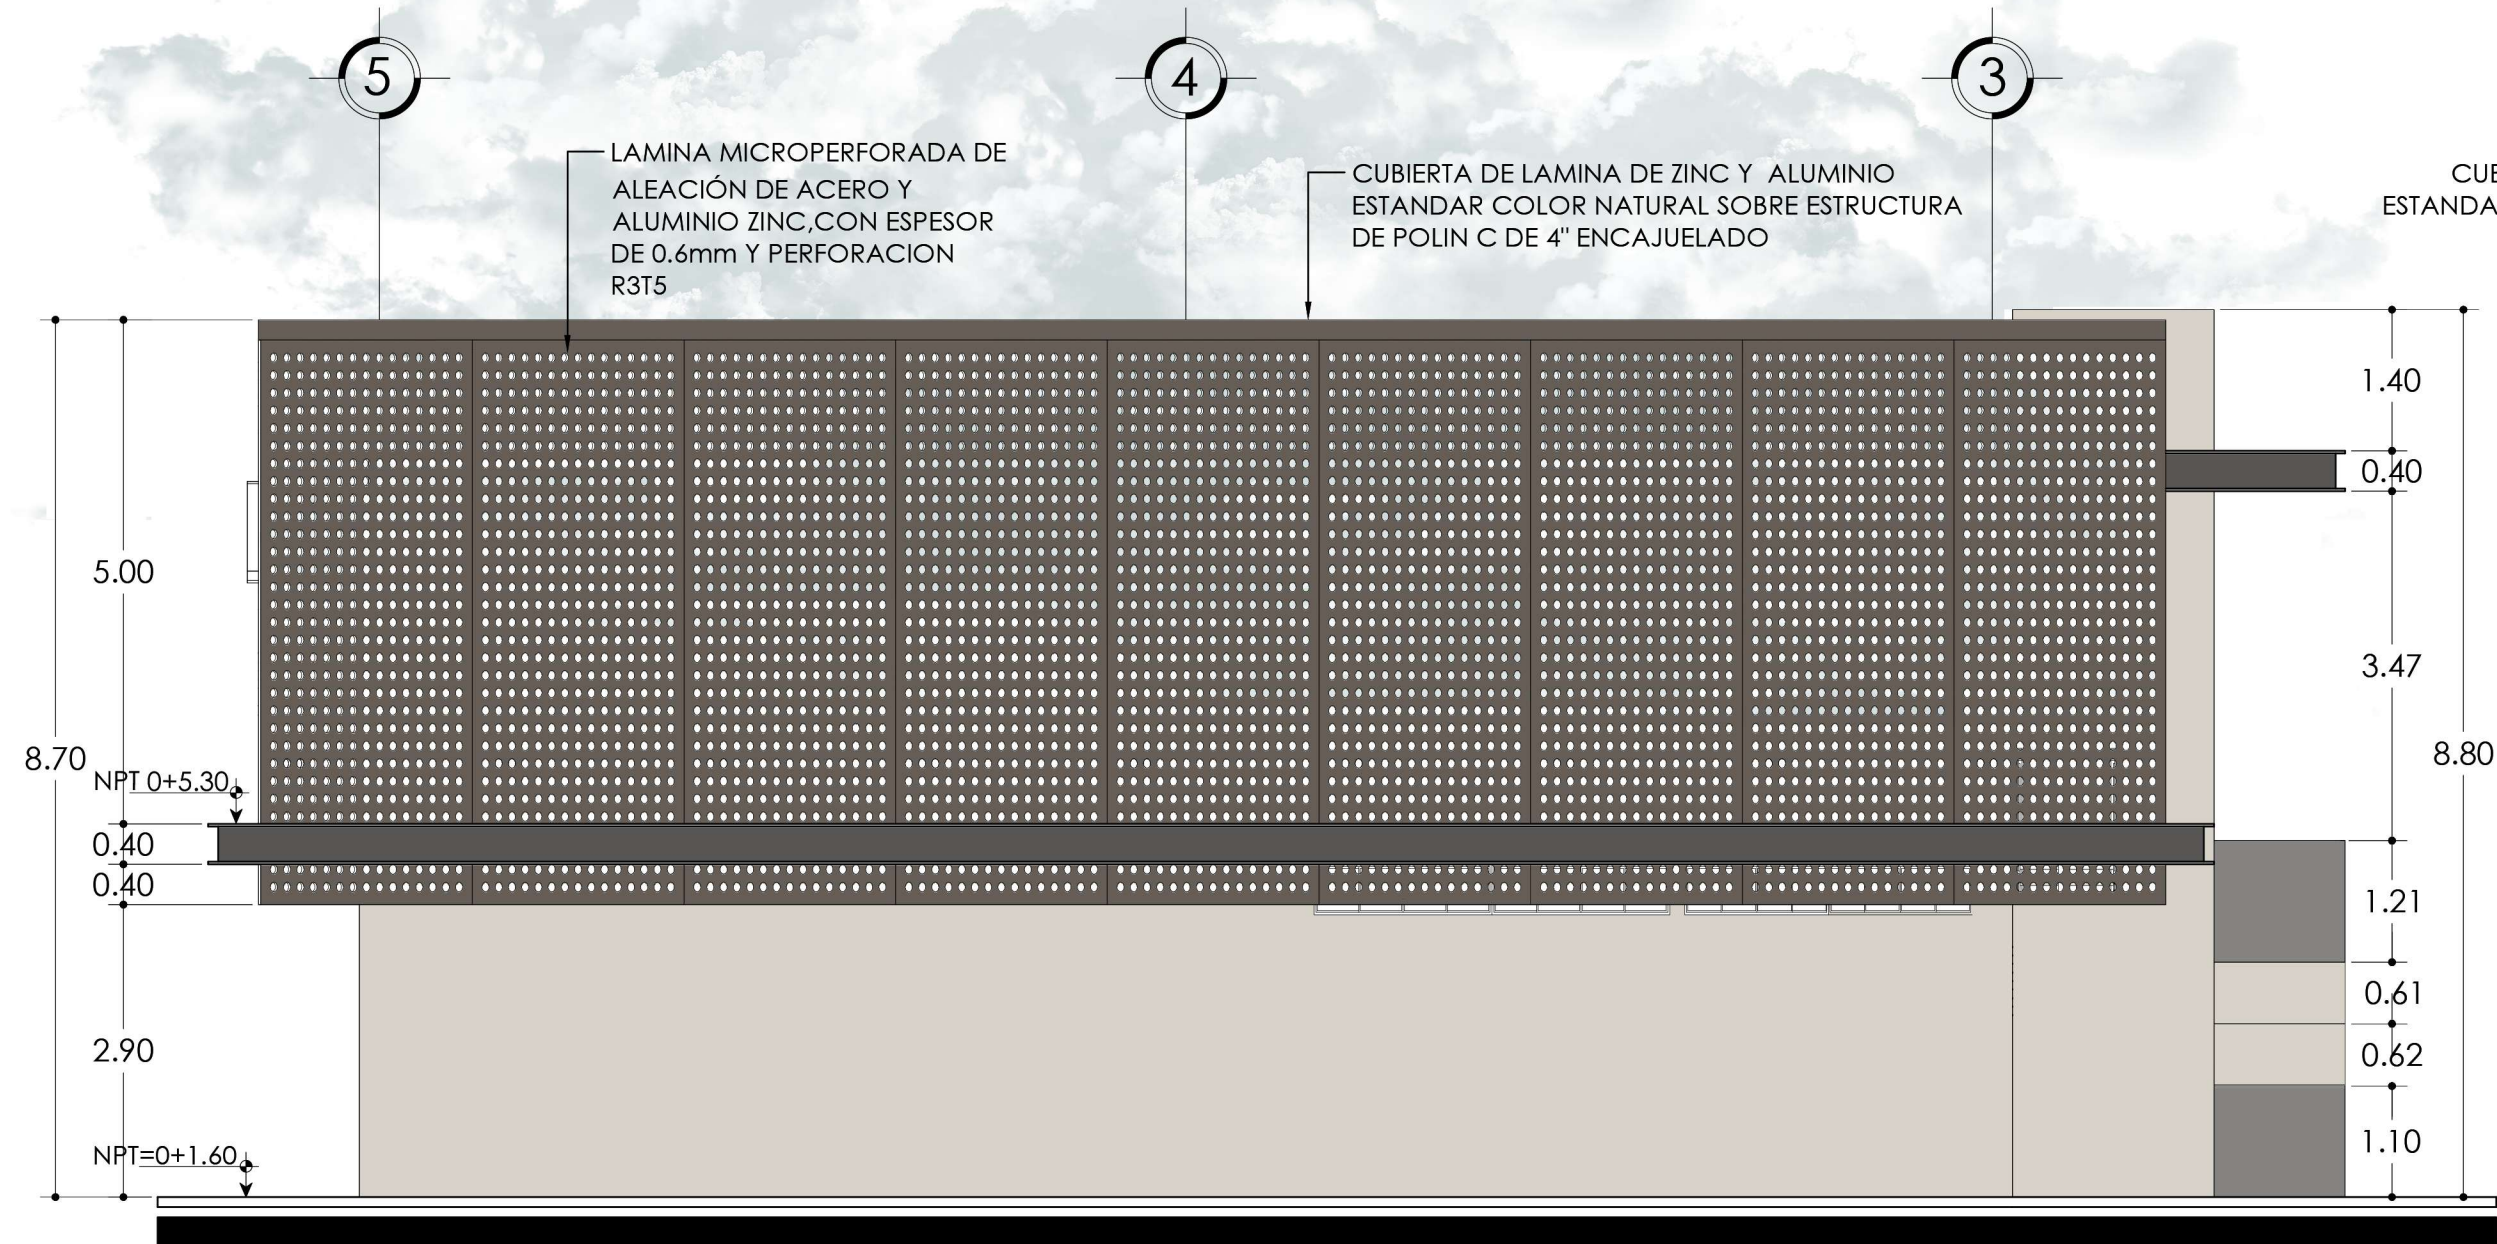 5
4
3
LAMINA MICROPERFORADA DE
ALEACIÓN DE ACERO Y
ALUMINIO ZINC,CON ESPESOR
DE 0.6mm Y PERFORACION
R3T5
CUBIERTA DE LAMINA DE ZINC Y ALUMINIO
ESTANDAR COLOR NATURAL SOBRE ESTRUCTURA
DE POLIN C DE 4" ENCAJUELADO
CUB
ESTANDA
8.70
5.00
NPT 0+5.30
0.40
0.40
2.90
NPT=0+1.60
1.40
0.40
3.47
8.80
1.21
0.61
0.62
1.10